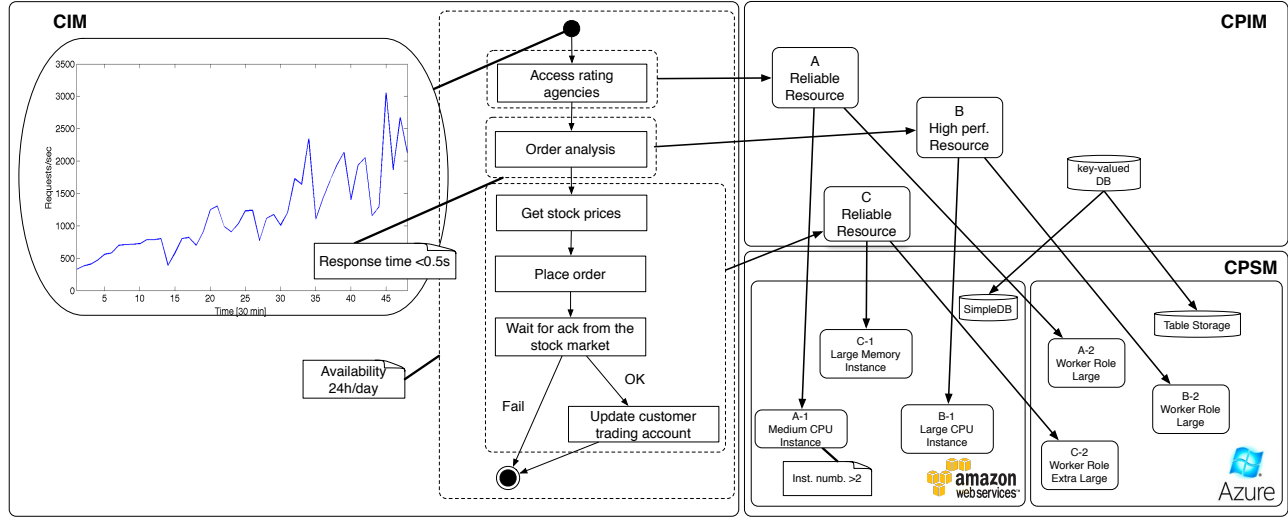 CIM
3500
3000
2500
2000
1500
1000
500
0
Requests/sec
5
10
15
20
25
30
35
40
45
Time [30 min]
Response time <0.5s
Availability
24h/day
Access rating
agencies
Order analysis
Get stock prices
Place order
Wait for ack from the
stock market
Fail
OK
Update customer
trading account
CPIM
A
Reliable
Resource
B
High perf.
Resource
C
Reliable
Resource
key-valued
DB
CPSM
SimpleDB
C-1
Large Memory
Instance
A-1
Medium CPU
Instance
B-1
Large CPU
Instance
Inst. numb. >2
amazon
webservices™
Table Storage
A-2
Worker Role
Large
B-2
Worker Role
Large
C-2
Worker Role
Extra Large
Azure